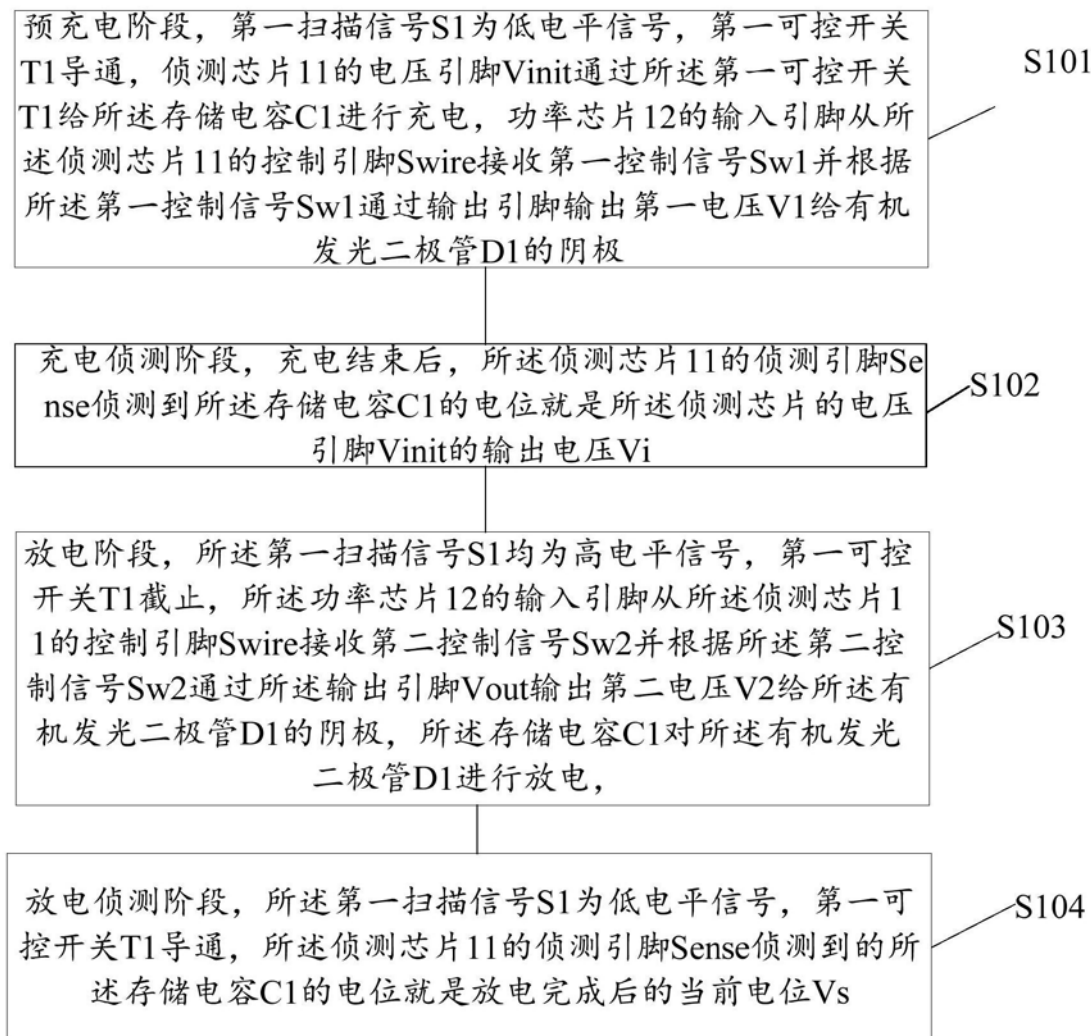 预充电阶段，第一扫描信号S1为低电平信号，第一可控开关
T1导通，侦测芯片11的电压引脚Vinit通过所述第一可控开关
T1给所述存储电容C1进行充电，功率芯片12的输入引脚从所
述侦测芯片11的控制引脚Swire接收第一控制信号Sw1并根据
所述第一控制信号Sw1通过输出引脚输出第一电压V1给有机
发光二极管D1的阴极
S101
充电侦测阶段，充电结束后，所述侦测芯片11的侦测引脚Se
nse侦测到所述存储电容C1的电位就是所述侦测芯片的电压
引脚Vinit的输出电压Vi
S102
放电阶段，所述第一扫描信号S1均为高电平信号，第一可控
开关T1截止，所述功率芯片12的输入引脚从所述侦测芯片1
1的控制引脚Swire接收第二控制信号Sw2并根据所述第二控
制信号Sw2通过所述输出引脚Vout输出第二电压V2给所述有
机发光二极管D1的阴极，所述存储电容C1对所述有机发光
二极管D1进行放电，
S103
放电侦测阶段，所述第一扫描信号S1为低电平信号，第一可
控开关T1导通，所述侦测芯片11的侦测引脚Sense侦测到的所
述存储电容C1的电位就是放电完成后的当前电位Vs
S104